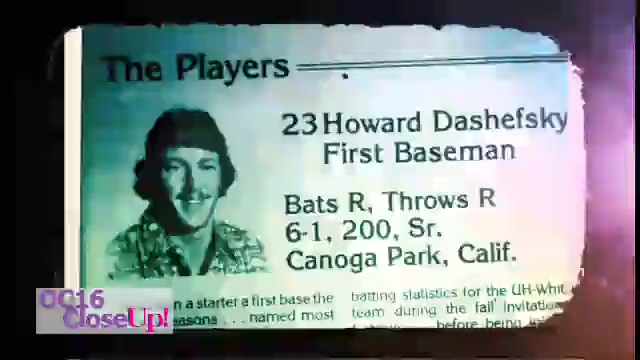 The Players
23 Howard Dashefsky
First Baseman
Bats R, Throws R
6-1, 200, Sr.
Canoga Park, Calif.
n a starter a first base the
easons . . . named most
batting statistics for the UH-Whit
team during the fall invitation
before being
OC16
CloseUp!